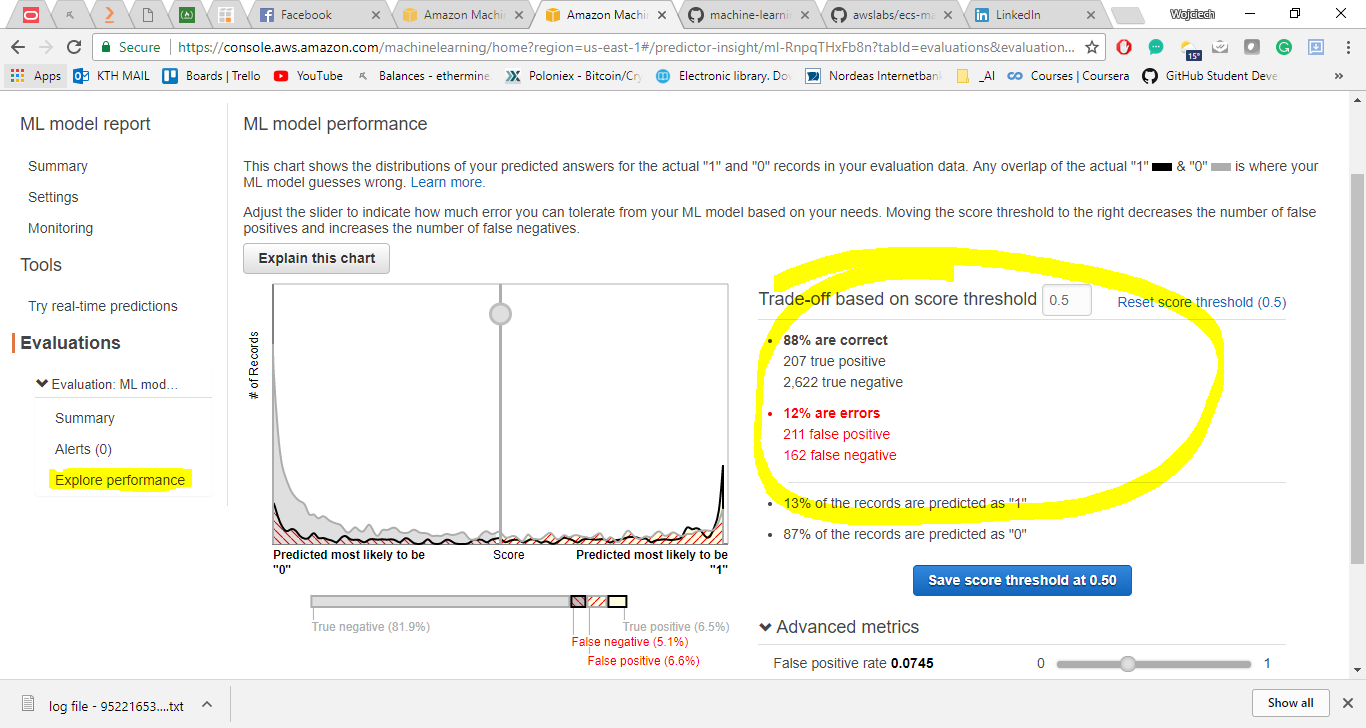 Facebook
Amazon Machi
Amazon Machi
machine-learni
awslabs/ecs-ma
LinkedIn
Wojciech
Secure
https://console.aws.amazon.com/machinelearning/home?region=us-east-1#/predictor-insight/ml-RnpqTHxFb8n?tabId=evaluations&evaluation...
15°
Apps
KTH MAIL
Boards | Trello
YouTube
Balances - ethermine.
Poloniex - Bitcoin/Cry
Electronic library. Dov
Nordeas Internetbank
_AI
Courses | Coursera
GitHub Student Deve
»
ML model report
Summary
Settings
Monitoring
Tools
Try real-time predictions
Evaluations
Evaluation: ML mod…
Summary
Alerts (0)
Explore performance
ML model performance
This chart shows the distributions of your predicted answers for the actual "1" and "0" records in your evaluation data. Any overlap of the actual "1" & "0" is where your
ML model guesses wrong. Learn more.
Adjust the slider to indicate how much error you can tolerate from your ML model based on your needs. Moving the score threshold to the right decreases the number of false
positives and increases the number of false negatives.
Explain this chart
# of Records
Predicted most likely to be
"0"
Score
Predicted most likely to be
"1"
True negative (81.9%)
True positive (6.5%)
False negative (5.1%)
False positive (6.6%)
Trade-off based on score threshold
0.5
Reset score threshold (0.5)
• 88% are correct
207 true positive
2,622 true negative
• 12% are errors
211 false positive
162 false negative
• 13% of the records are predicted as "1"
• 87% of the records are predicted as "0"
Save score threshold at 0.50
Advanced metrics
False positive rate 0.0745
0
1
log file - 95221653....txt
Show all